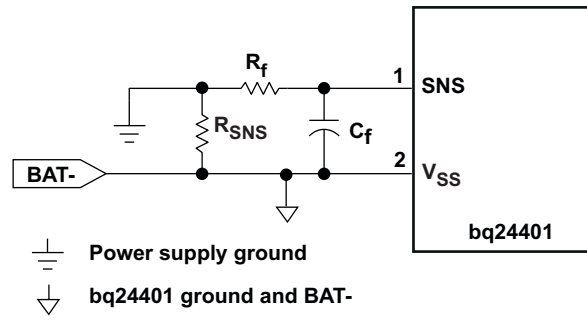 R_f
1
SNS
R_SNS
C_f
BAT-
2
V_SS
bq24401
Power supply ground
bq24401 ground and BAT-